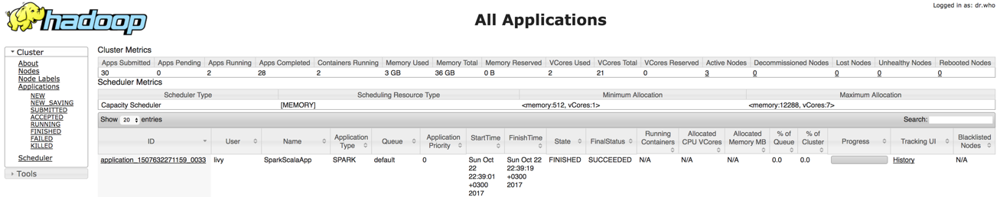 Logged in as: dr.who
hadoop
All Applications
Cluster
About
Nodes
Node Labels
Applications
NEW
NEW_SAVING
SUBMITTED
ACCEPTED
RUNNING
FINISHED
FAILED
KILLED
Scheduler
Tools
Cluster Metrics
Apps Submitted Apps Pending Apps Running Apps Completed Containers Running Memory Used Memory Total Memory Reserved VCores Used VCores Total VCores Reserved Active Nodes Decommissioned Nodes Lost Nodes Unhealthy Nodes Rebooted Nodes
30 0 2 28 2 3 GB 36 GB 0 B 2 21 0 3 0 0 0 0
Scheduler Metrics
Scheduler Type Scheduling Resource Type Minimum Allocation Maximum Allocation
Capacity Scheduler [MEMORY] <memory:512, vCores:1> <memory:12288, vCores:7>
Show 20 entries Search:
ID User Name Application Type Queue Application Priority StartTime FinishTime State FinalStatus Running Containers Allocated CPU VCores Allocated Memory MB % of Queue % of Cluster Progress Tracking UI Blacklisted Nodes
application_1507632271159_0033 livy SparkScalaApp SPARK default 0 Sun Oct 22 22:39:01 +0300 2017 Sun Oct 22 22:39:19 +0300 2017 FINISHED SUCCEEDED N/A N/A N/A 0.0 0.0 History N/A